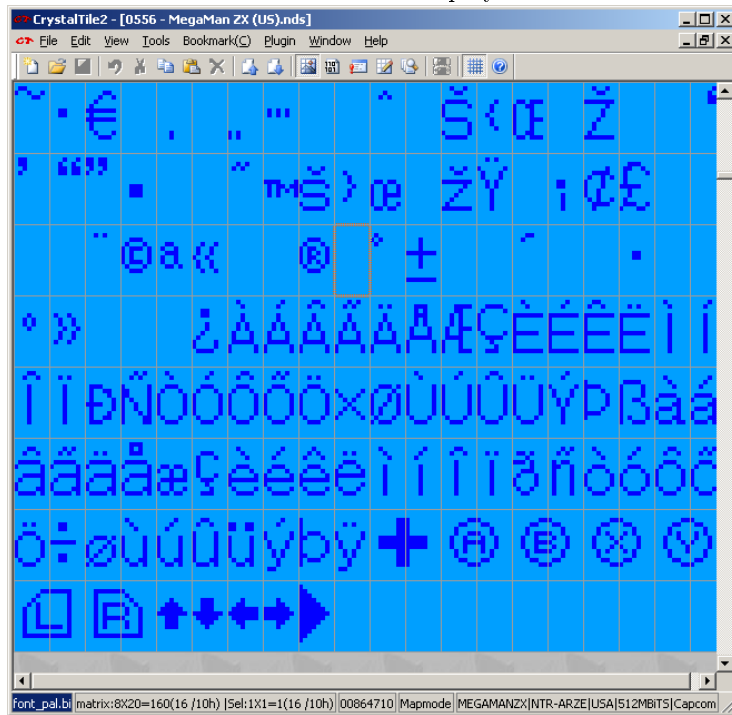 CrystalTile2 - [0556 - MegaMan ZX (US).nds]
File Edit View Tools Bookmark(C) Plugin Window Help
~ · € ‚ „ … ˆ Š ‹ Œ Ž ‘
’ “ ” • ˜ ™ š › œ ž Ÿ ¡ ¢ £
¨ © ª « ® ° ± ´ ·
º » ¿ À Á Â Ã Ä Å Æ Ç È É Ê Ë Ì Í
Î Ï Ð Ñ Ò Ó Ô Õ Ö × Ø Ù Ú Û Ü Ý Þ ß à á
â ã ä å æ ç è é ê ë ì í î ï ð ñ ò ó ô õ
ö ÷ ø ù ú û ü ý þ ÿ ✚ Ⓐ Ⓑ Ⓧ Ⓨ
L R ↑ ↓ ← → ▶
font_pal.bi matrix:8X20=160(16 /10h) |Sel:1X1=1(16 /10h) 00864710 Mapmode MEGAMANZX|NTR-ARZE|USA|512MBiTS|Capcom